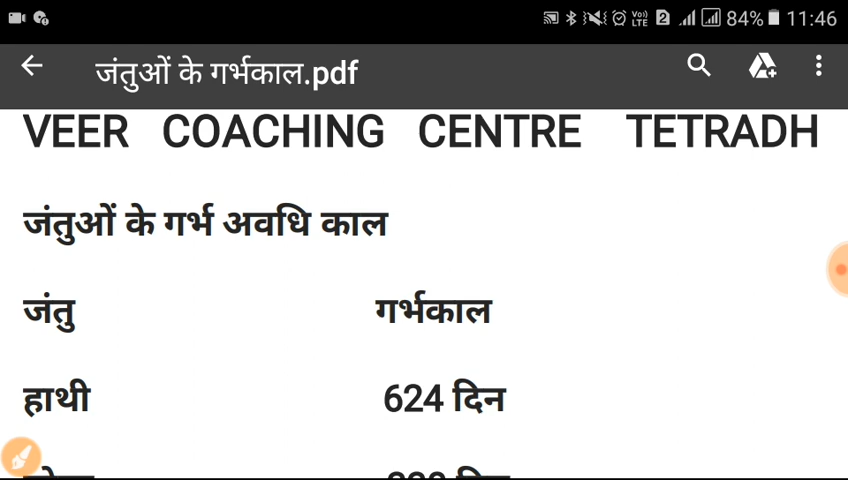 84% 11:46
जंतुओं के गर्भकाल.pdf
VEER COACHING CENTRE TETRADH
जंतुओं के गर्भ अवधि काल
जंतु गर्भकाल
हाथी 624 दिन